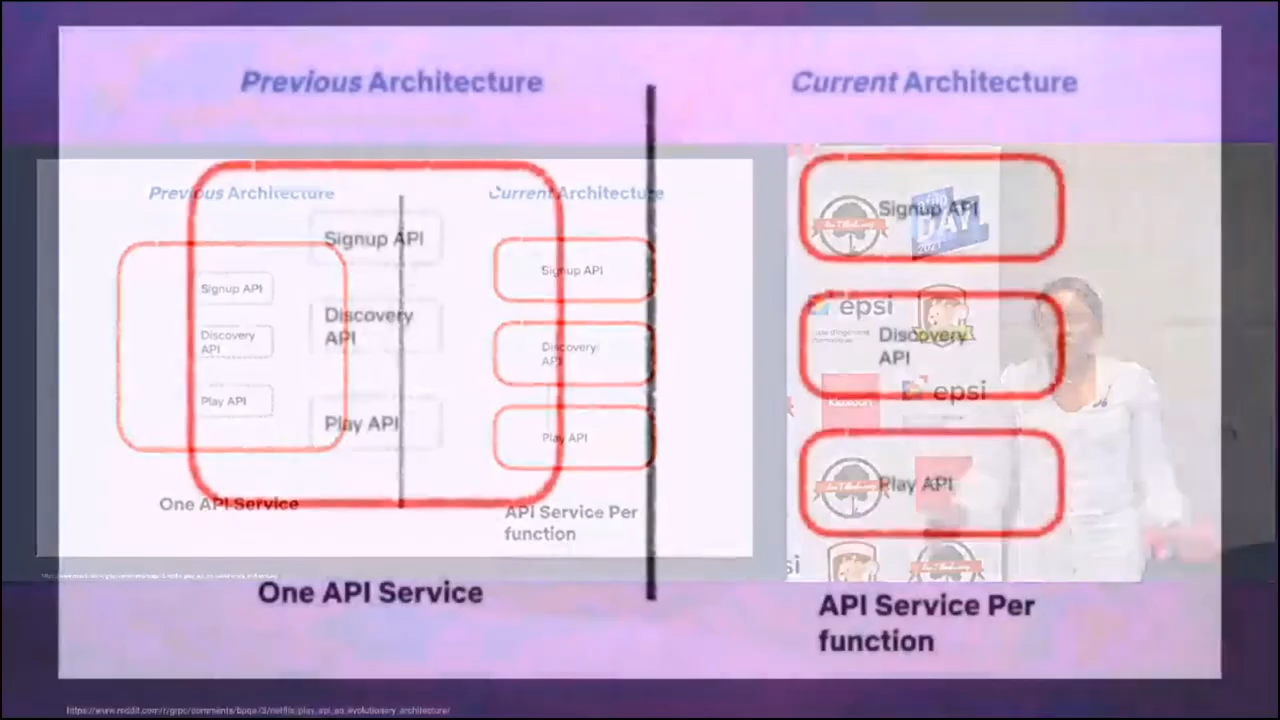 Previous Architecture
Current Architecture
Signup API
Discovery
API
Play API
One API Service
Signup API
Discovery
API
Play API
API Service Per
function
Previous Architecture
Current Architecture
Signup API
Discovery
API
Play API
One API Service
Signup API
Discovery
API
Play API
API Service Per
function
DAY
2021
epsi
epsi